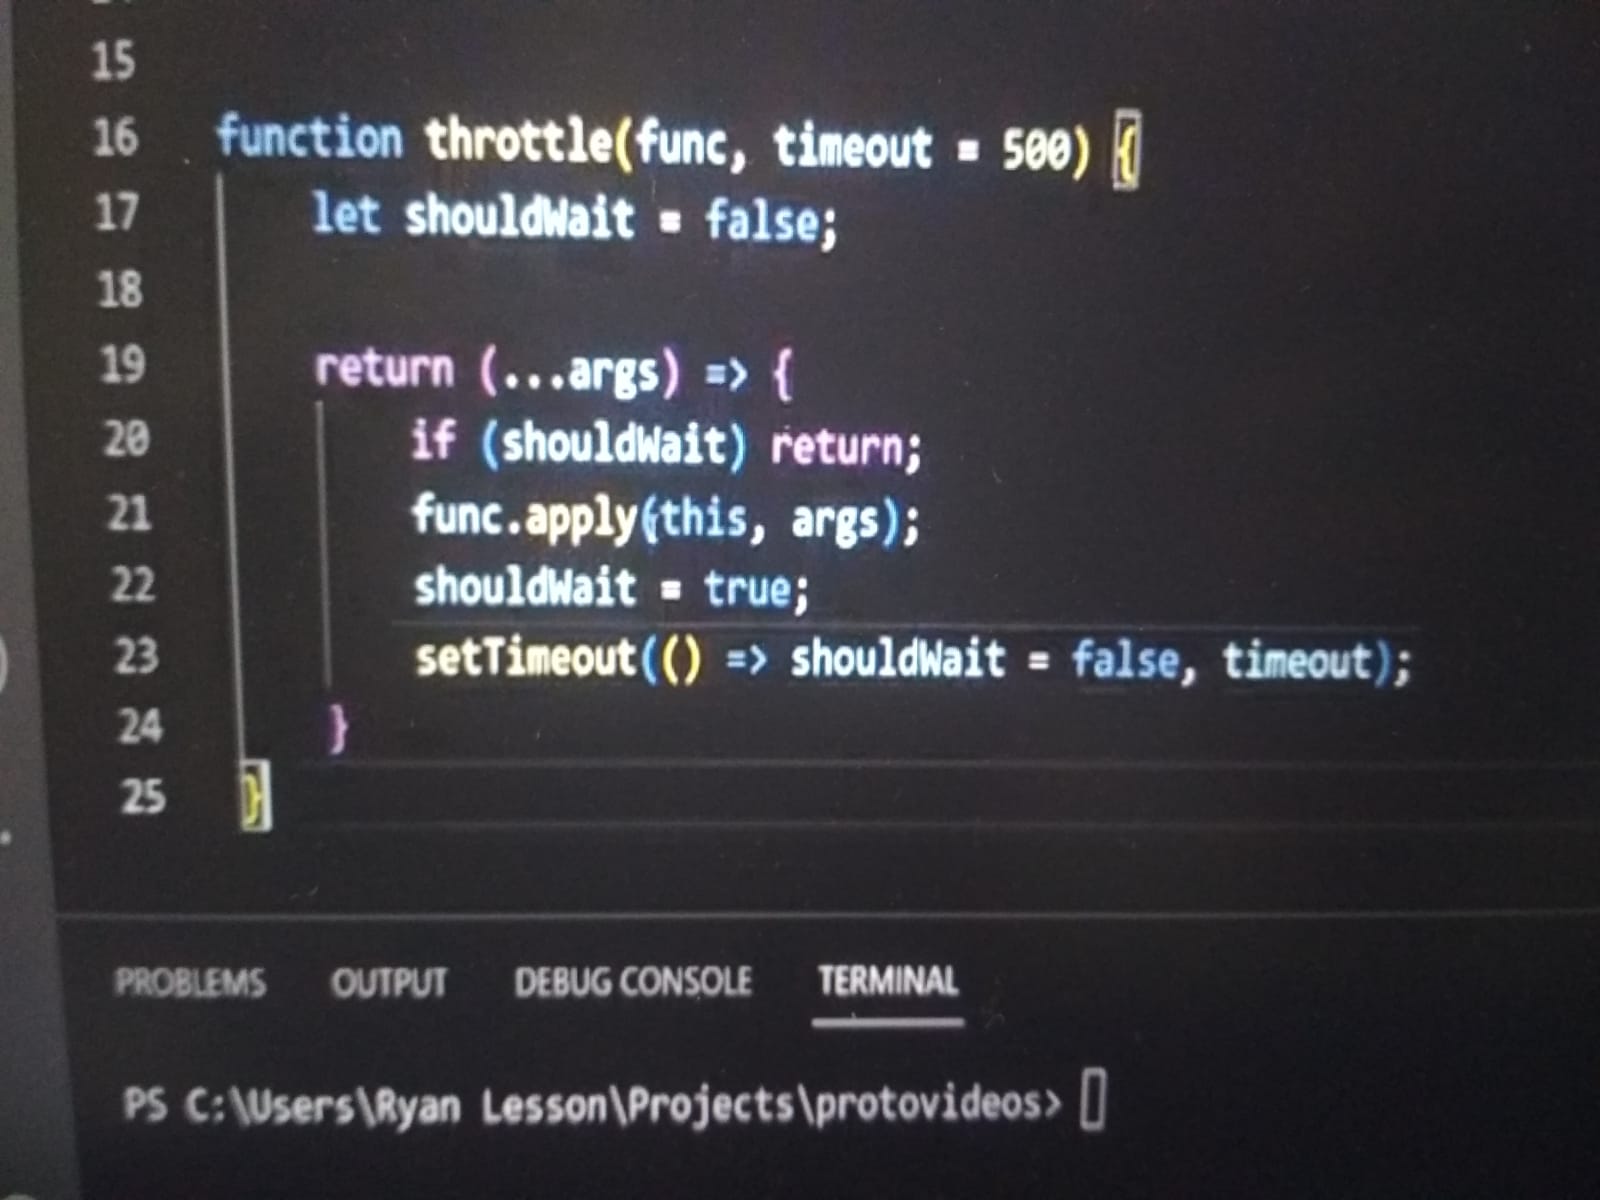 15
16 function throttle(func, timeout = 500) {
17 let shouldWait = false;
18
19 return (...args) => {
20 if (shouldWait) return;
21 func.apply(this, args);
22 shouldWait = true;
23 setTimeout(() => shouldWait = false, timeout);
24 }
25 }
PROBLEMS OUTPUT DEBUG CONSOLE TERMINAL
PS C:\Users\Ryan Lesson\Projects\protovideos>